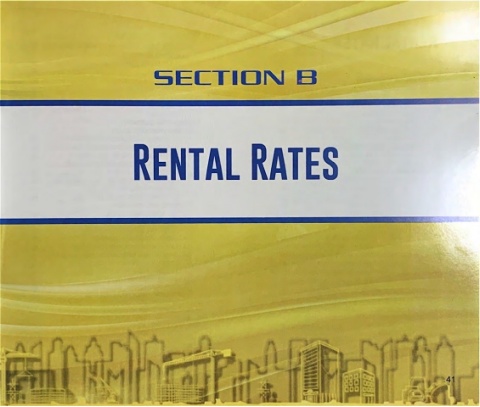 SECTION B
RENTAL RATES
41